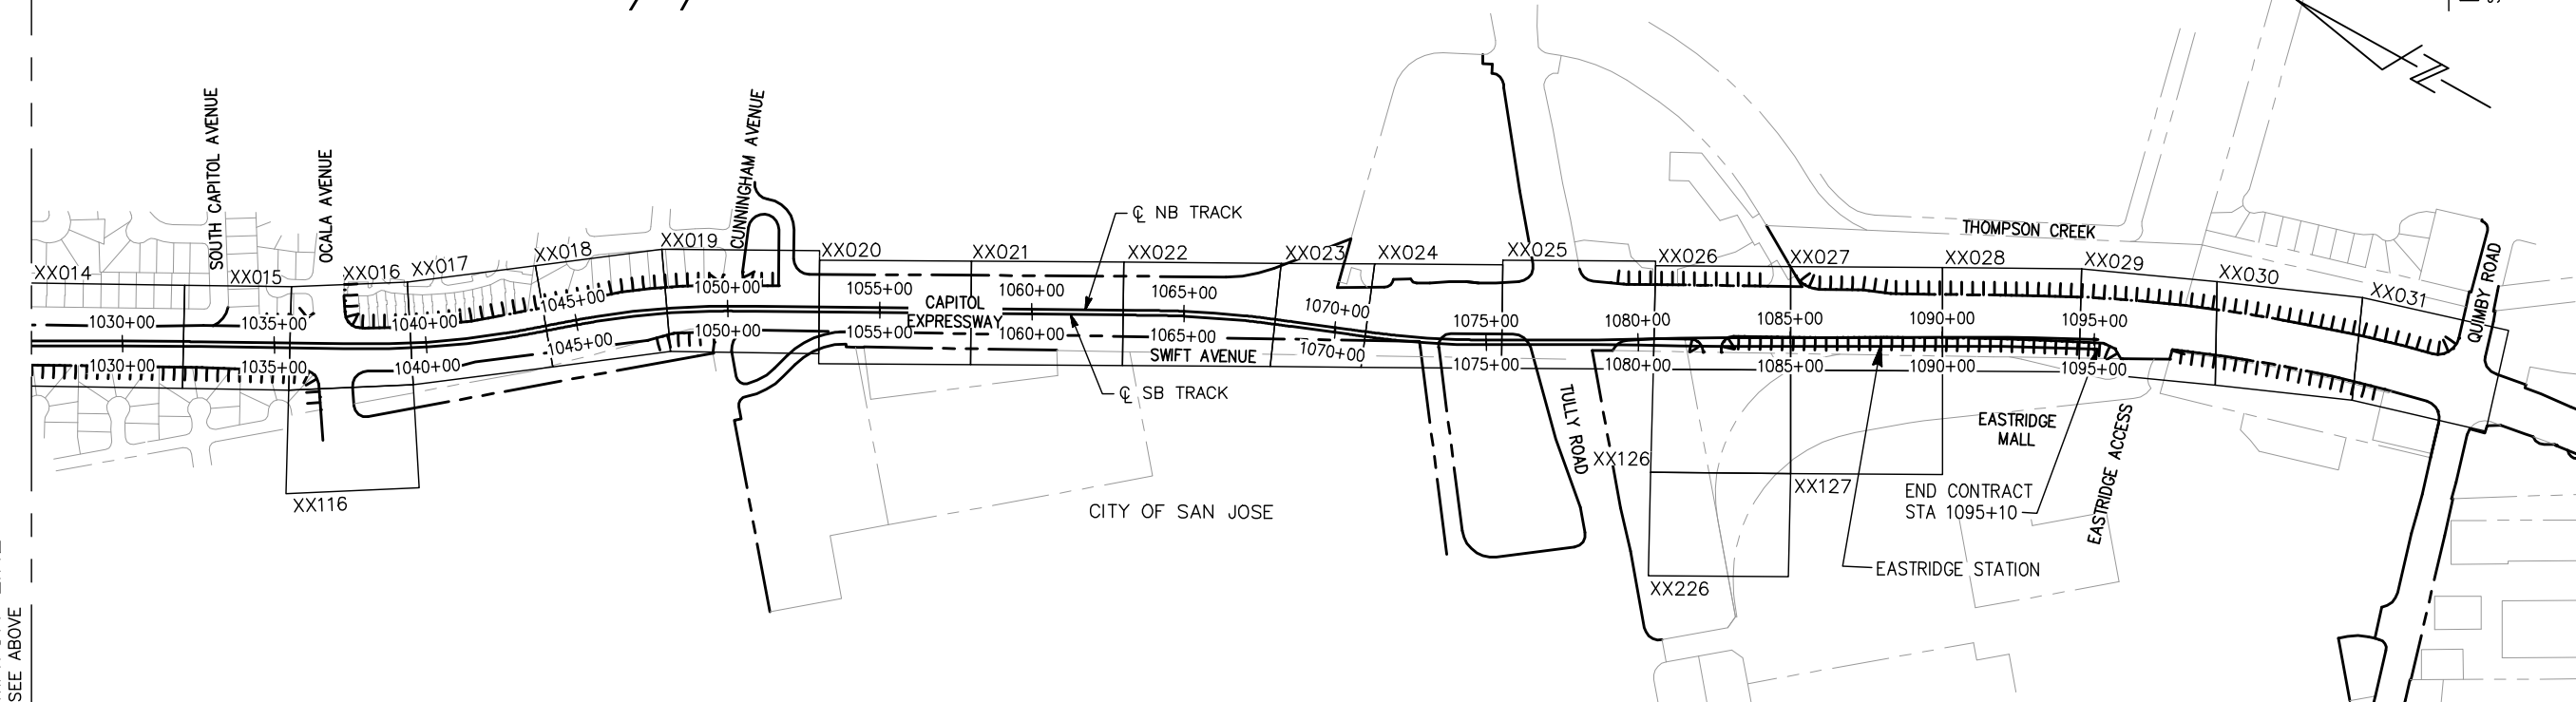 SOUTH CAPITOL AVENUE
OCALA AVENUE
CUNNINGHAM AVENUE
℄ NB TRACK
THOMPSON CREEK
QUIMBY ROAD
XX014
XX015
XX016
XX017
XX018
XX019
XX020
XX021
XX022
XX023
XX024
XX025
XX026
XX027
XX028
XX029
XX030
XX031
1030+00
1035+00
1040+00
1045+00
1050+00
1055+00
1060+00
1065+00
1070+00
1075+00
1080+00
1085+00
1090+00
1095+00
CAPITOL
EXPRESSWAY
1030+00
1035+00
1040+00
1045+00
1050+00
1055+00
1060+00
1065+00
1070+00
1075+00
1080+00
1085+00
1090+00
1095+00
SWIFT AVENUE
℄ SB TRACK
TULLY ROAD
EASTRIDGE
MALL
EASTRIDGE ACCESS
XX116
XX126
XX127
XX226
CITY OF SAN JOSE
END CONTRACT
STA 1095+10
EASTRIDGE STATION
SEE ABOVE